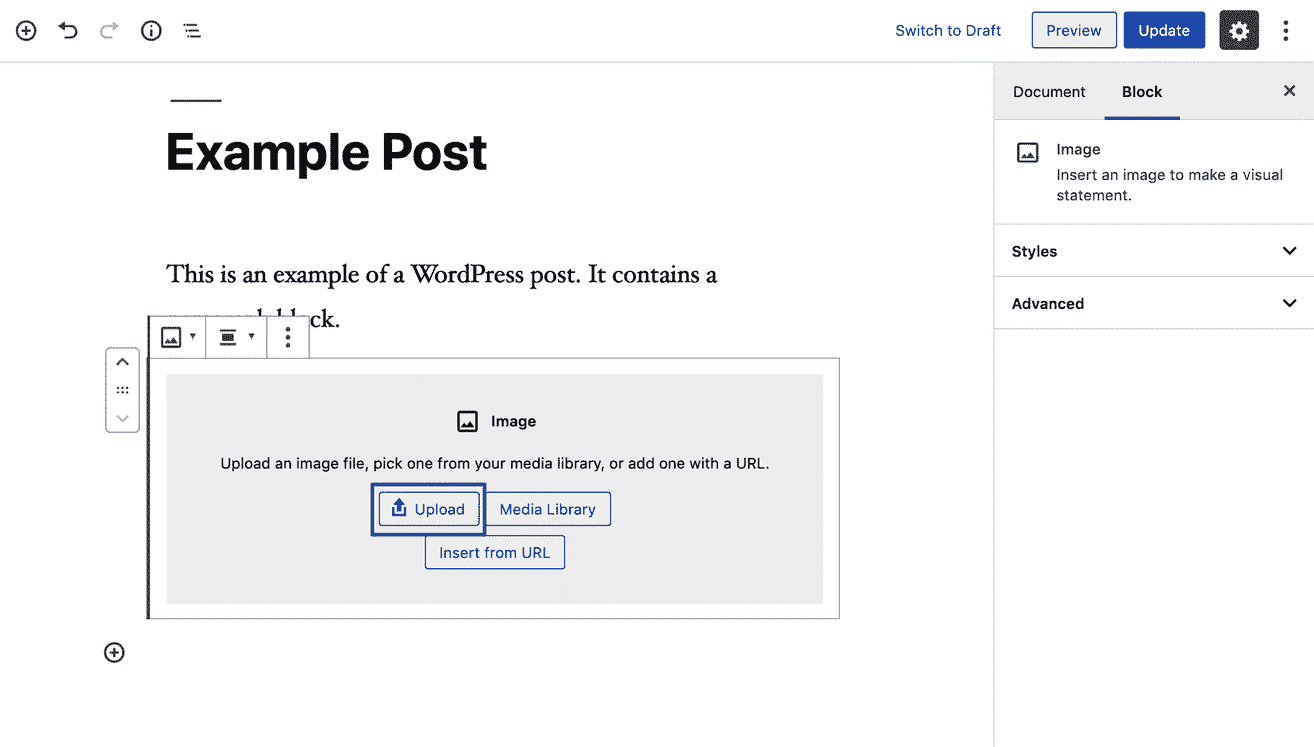 Switch to Draft Preview Update
Document Block
Example Post
Image
Insert an image to make a visual
statement.
Styles
Advanced
This is an example of a WordPress post. It contains a
Image
Upload an image file, pick one from your media library, or add one with a URL.
Upload Media Library
Insert from URL